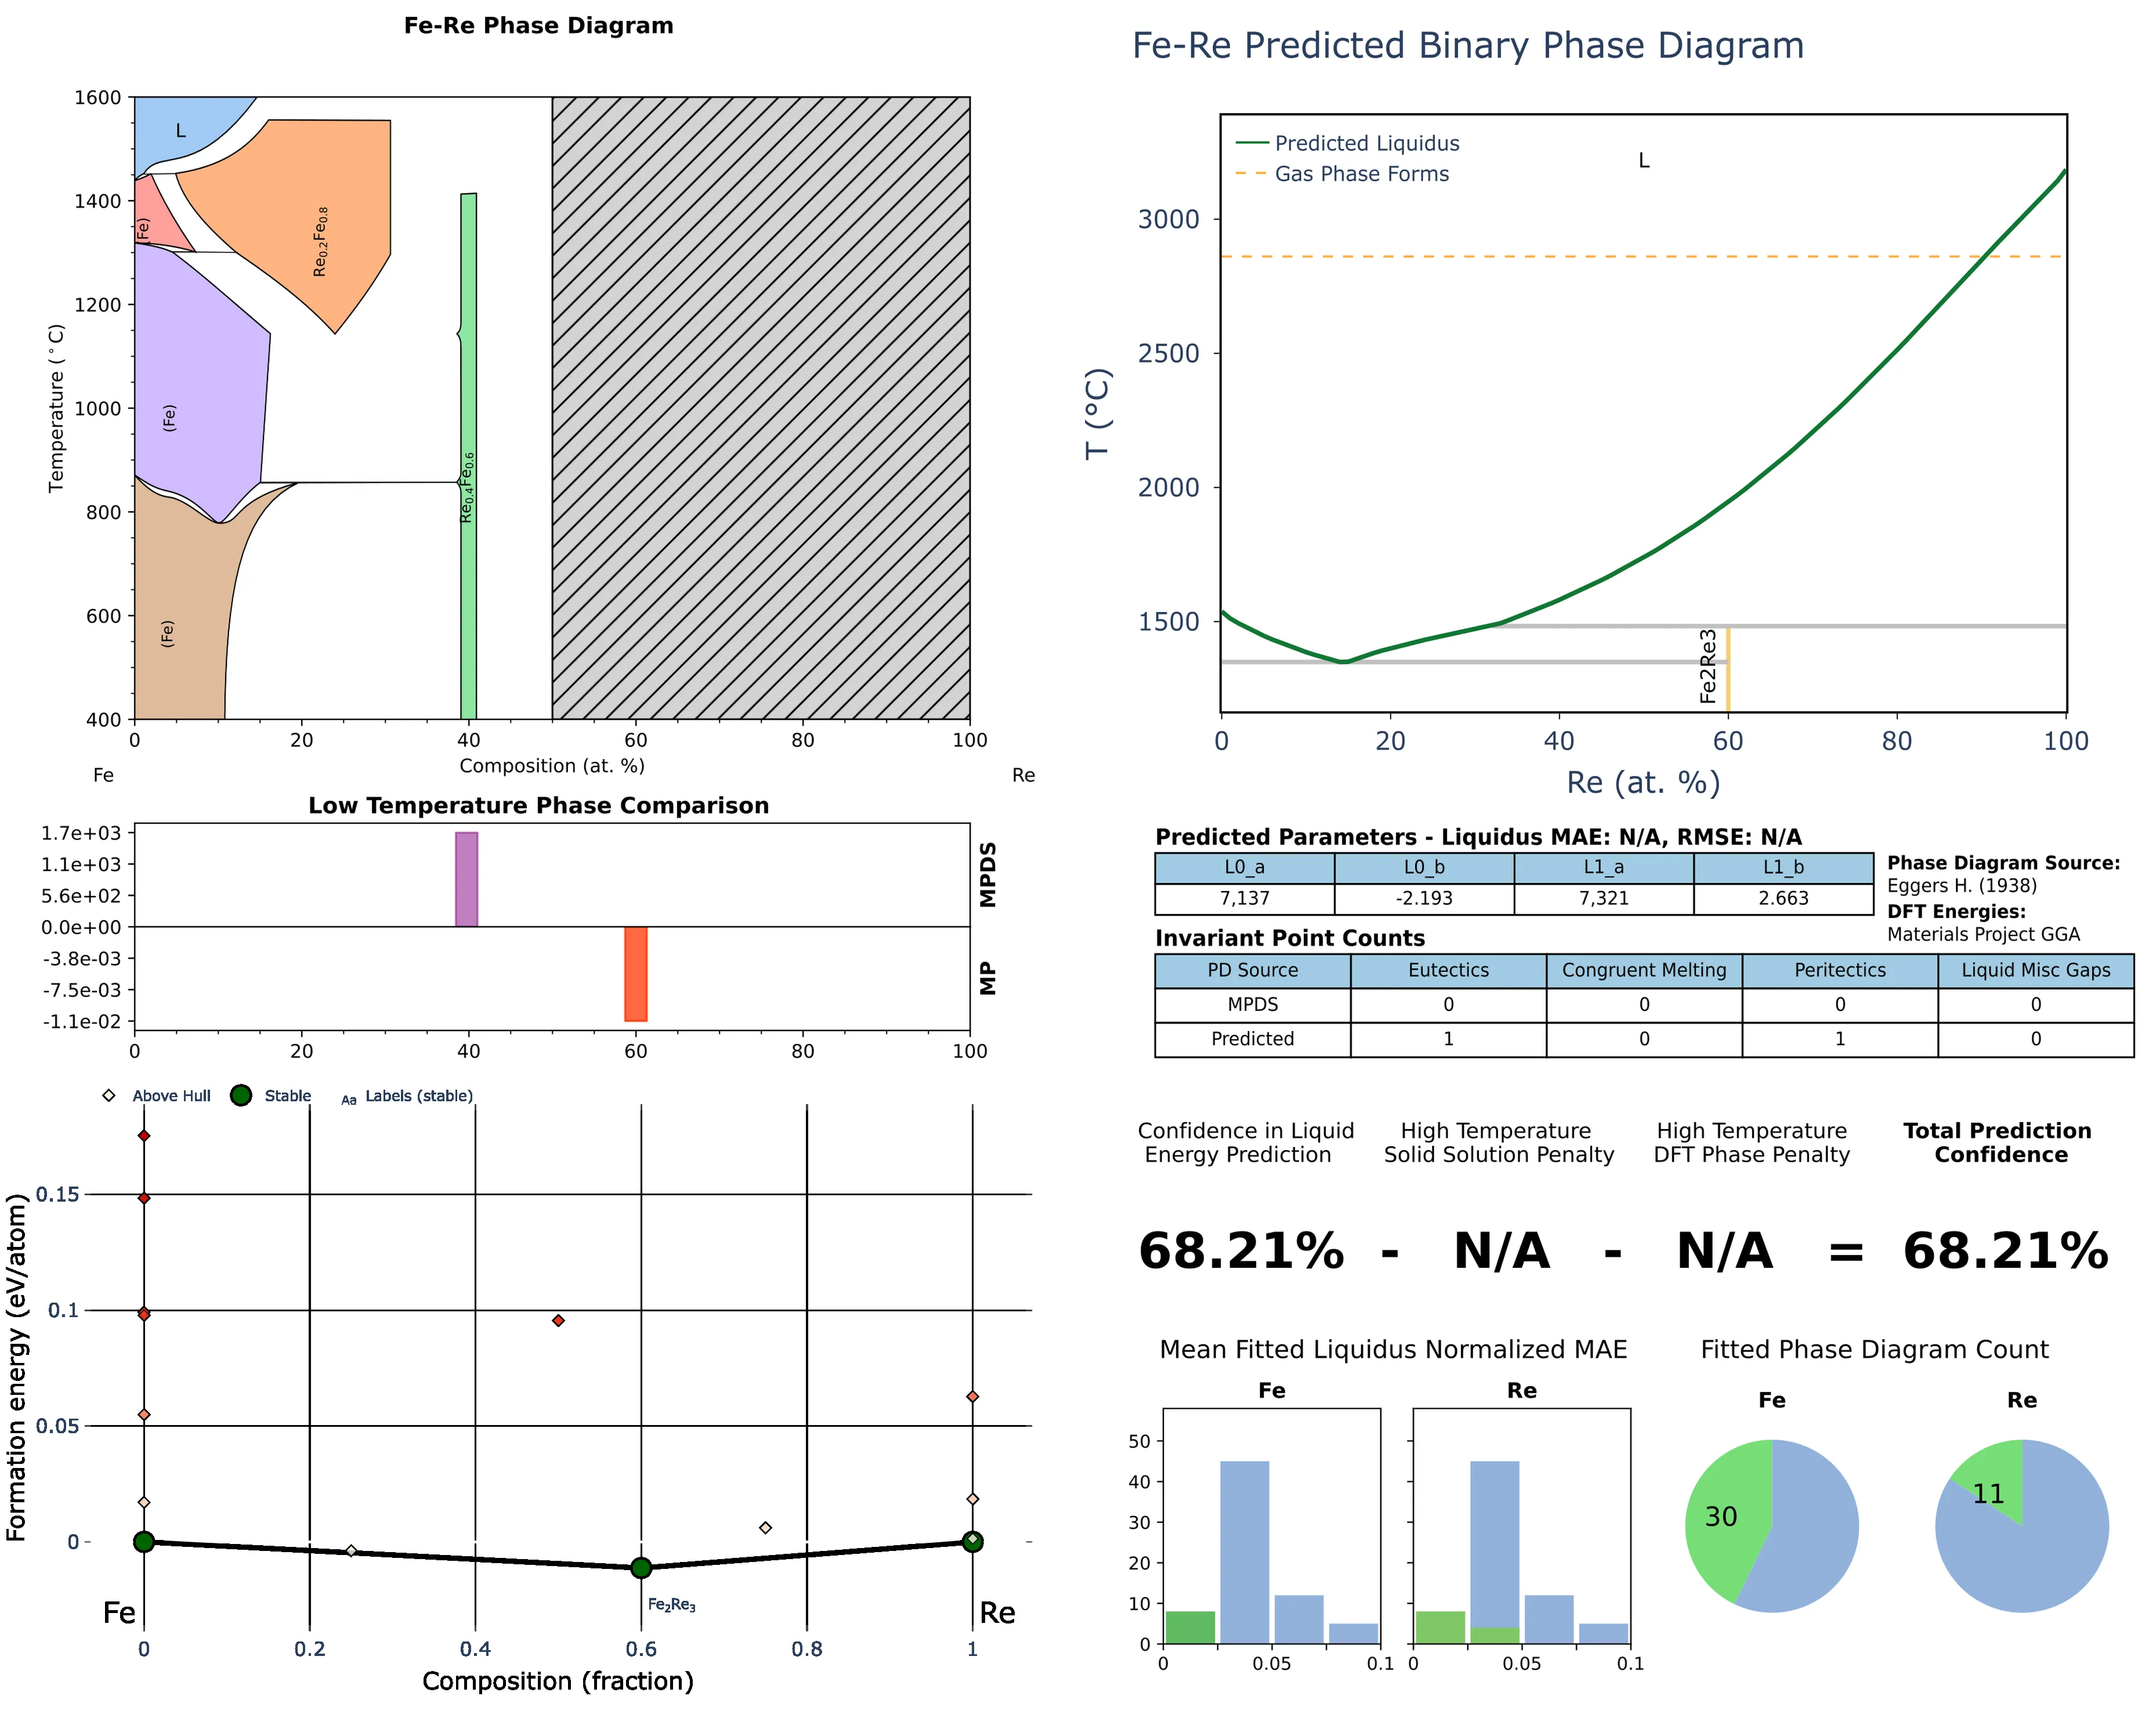 Fe-Re Phase Diagram
1600
1400
1200
1000
800
600
400
Temperature (°C)
L
(Fe)
Re0.2Fe0.8
(Fe)
Re0.4Fe0.6
(Fe)
0 20 40 60 80 100
Composition (at. %)
Fe Re
Low Temperature Phase Comparison
1.7e+03
1.1e+03
5.6e+02
0.0e+00
-3.8e-03
-7.5e-03
-1.1e-02
MPDS
MP
0 20 40 60 80 100
Above Hull Stable Aa Labels (stable)
0.15
0.1
0.05
0
Formation energy (eV/atom)
Fe2Re3
Fe Re
0 0.2 0.4 0.6 0.8 1
Composition (fraction)
Fe-Re Predicted Binary Phase Diagram
Predicted Liquidus
Gas Phase Forms
L
3000
2500
2000
1500
T (°C)
Fe2Re3
0 20 40 60 80 100
Re (at. %)
Predicted Parameters - Liquidus MAE: N/A, RMSE: N/A
L0_a L0_b L1_a L1_b
7,137 -2.193 7,321 2.663
Phase Diagram Source:
Eggers H. (1938)
DFT Energies:
Materials Project GGA
Invariant Point Counts
PD Source Eutectics Congruent Melting Peritectics Liquid Misc Gaps
MPDS 0 0 0 0
Predicted 1 0 1 0
Confidence in Liquid Energy Prediction
High Temperature Solid Solution Penalty
High Temperature DFT Phase Penalty
Total Prediction Confidence
68.21% - N/A - N/A = 68.21%
Mean Fitted Liquidus Normalized MAE
Fe Re
50
40
30
20
10
0
0 0.05 0.1 0 0.05 0.1
Fitted Phase Diagram Count
Fe Re
30 11